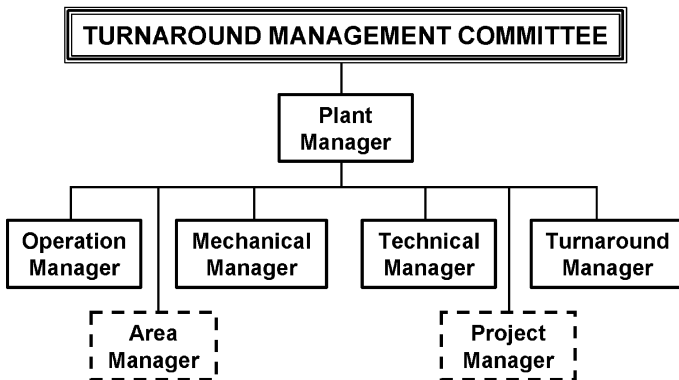 TURNAROUND MANAGEMENT COMMITTEE
Plant
Manager
Operation
Manager
Mechanical
Manager
Technical
Manager
Turnaround
Manager
Area
Manager
Project
Manager